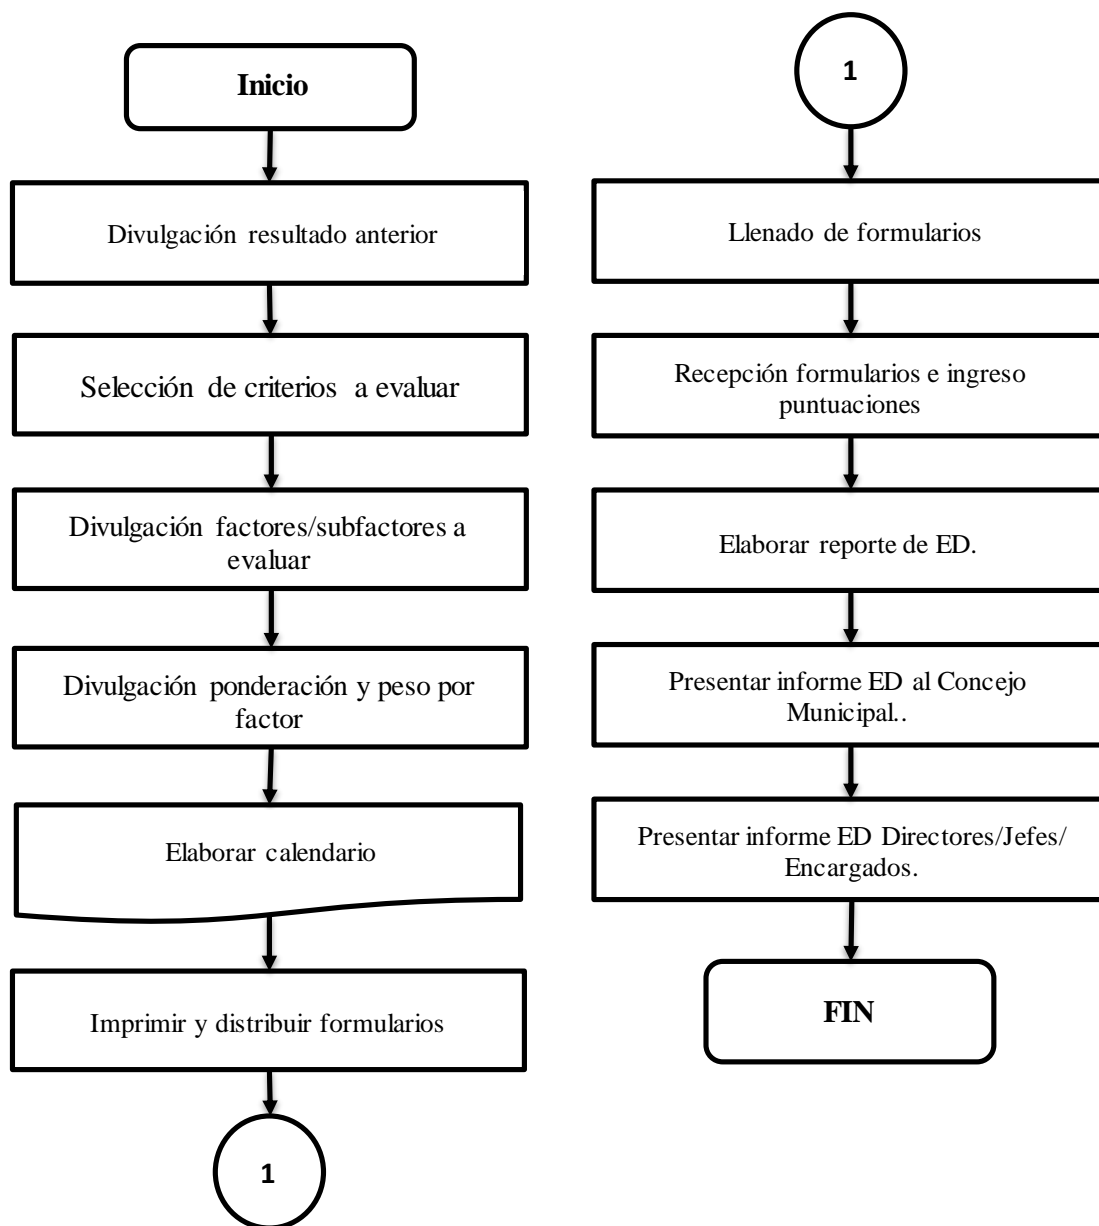 Inicio
Divulgación resultado anterior
Selección de criterios a evaluar
Divulgación factores/subfactores a
evaluar
Divulgación ponderación y peso por
factor
Elaborar calendario
Imprimir y distribuir formularios
1
1
Llenado de formularios
Recepción formularios e ingreso
puntuaciones
Elaborar reporte de ED.
Presentar informe ED al Concejo
Municipal..
Presentar informe ED Directores/Jefes/
Encargados.
FIN